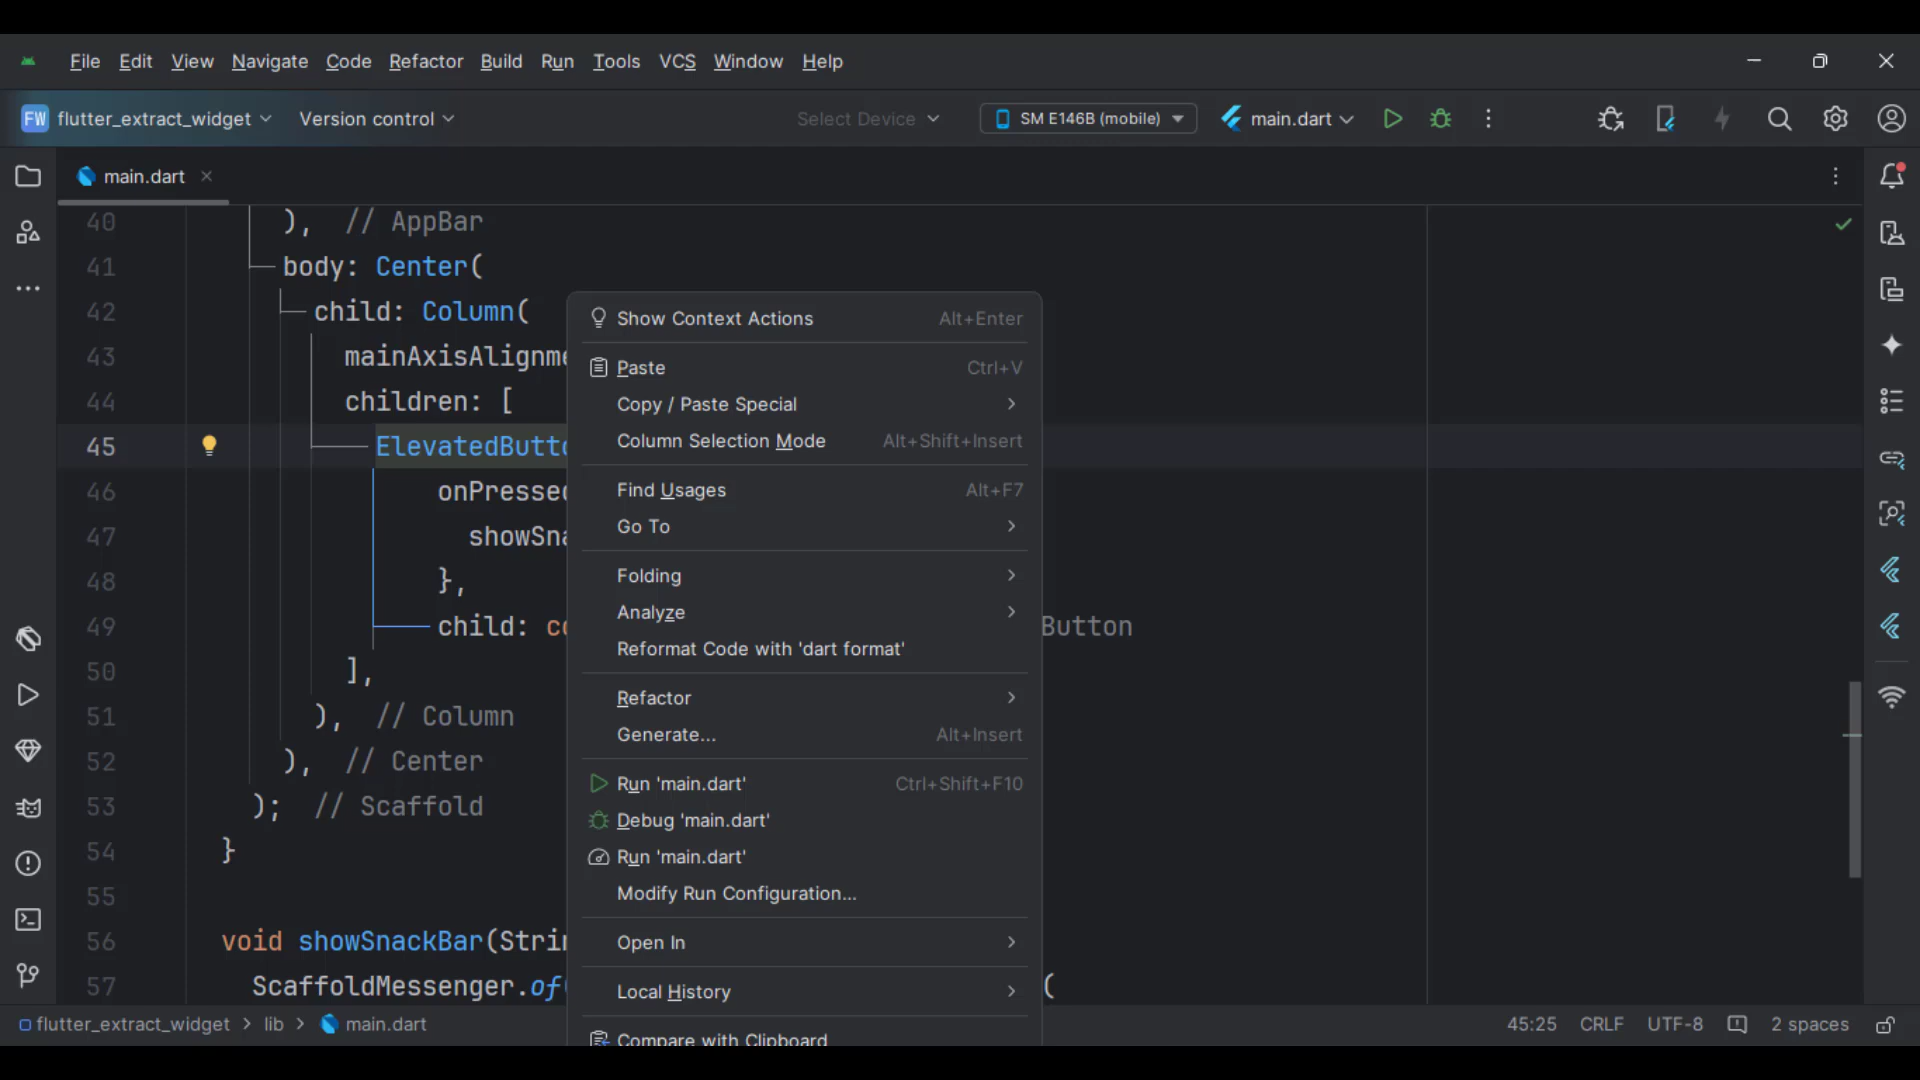 File Edit View Navigate Code Refactor Build Run Tools VCS Window Help
FW flutter_extract_widget Version control Select Device SM E146B (mobile) main.dart
main.dart
40 ), // AppBar
41 body: Center(
42 child: Column(
43 mainAxisAlignme
44 children: [
45 ElevatedButto
46 onPressed
47 showSna
48 },
49 child: co Button
50 ],
51 ), // Column
52 ), // Center
53 ); // Scaffold
54 }
55
56 void showSnackBar(Strin
57 ScaffoldMessenger.of( (
Show Context Actions Alt+Enter
Paste Ctrl+V
Copy / Paste Special
Column Selection Mode Alt+Shift+Insert
Find Usages Alt+F7
Go To
Folding
Analyze
Reformat Code with 'dart format'
Refactor
Generate... Alt+Insert
Run 'main.dart' Ctrl+Shift+F10
Debug 'main.dart'
Run 'main.dart'
Modify Run Configuration...
Open In
Local History
Compare with Clipboard
flutter_extract_widget > lib > main.dart 45:25 CRLF UTF-8 2 spaces